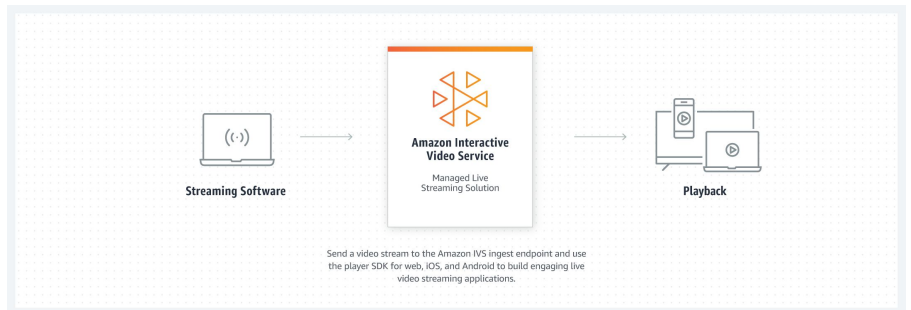 Amazon Interactive
Video Service
Managed Live
Streaming Solution
Streaming Software
Playback
Send a video stream to the Amazon IVS ingest endpoint and use
the player SDK for web, iOS, and Android to build engaging live
video streaming applications.